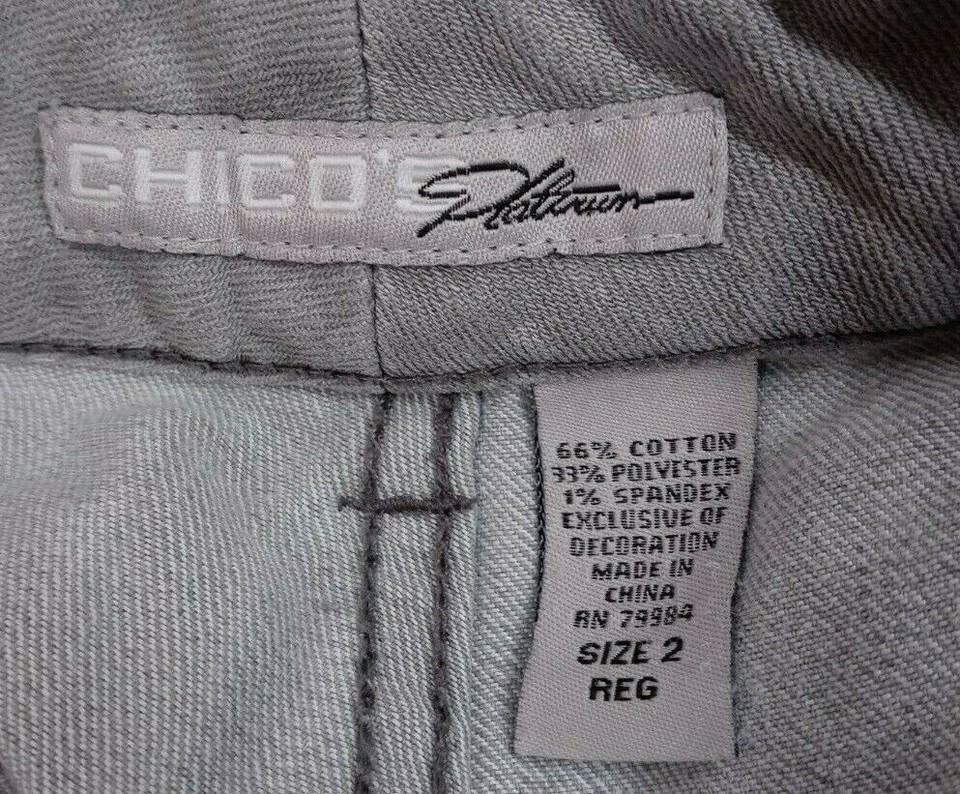 CHICO'S Platinum
66% COTTON
33% POLYESTER
1% SPANDEX
EXCLUSIVE OF
DECORATION
MADE IN
CHINA
RN 79984
SIZE 2
REG